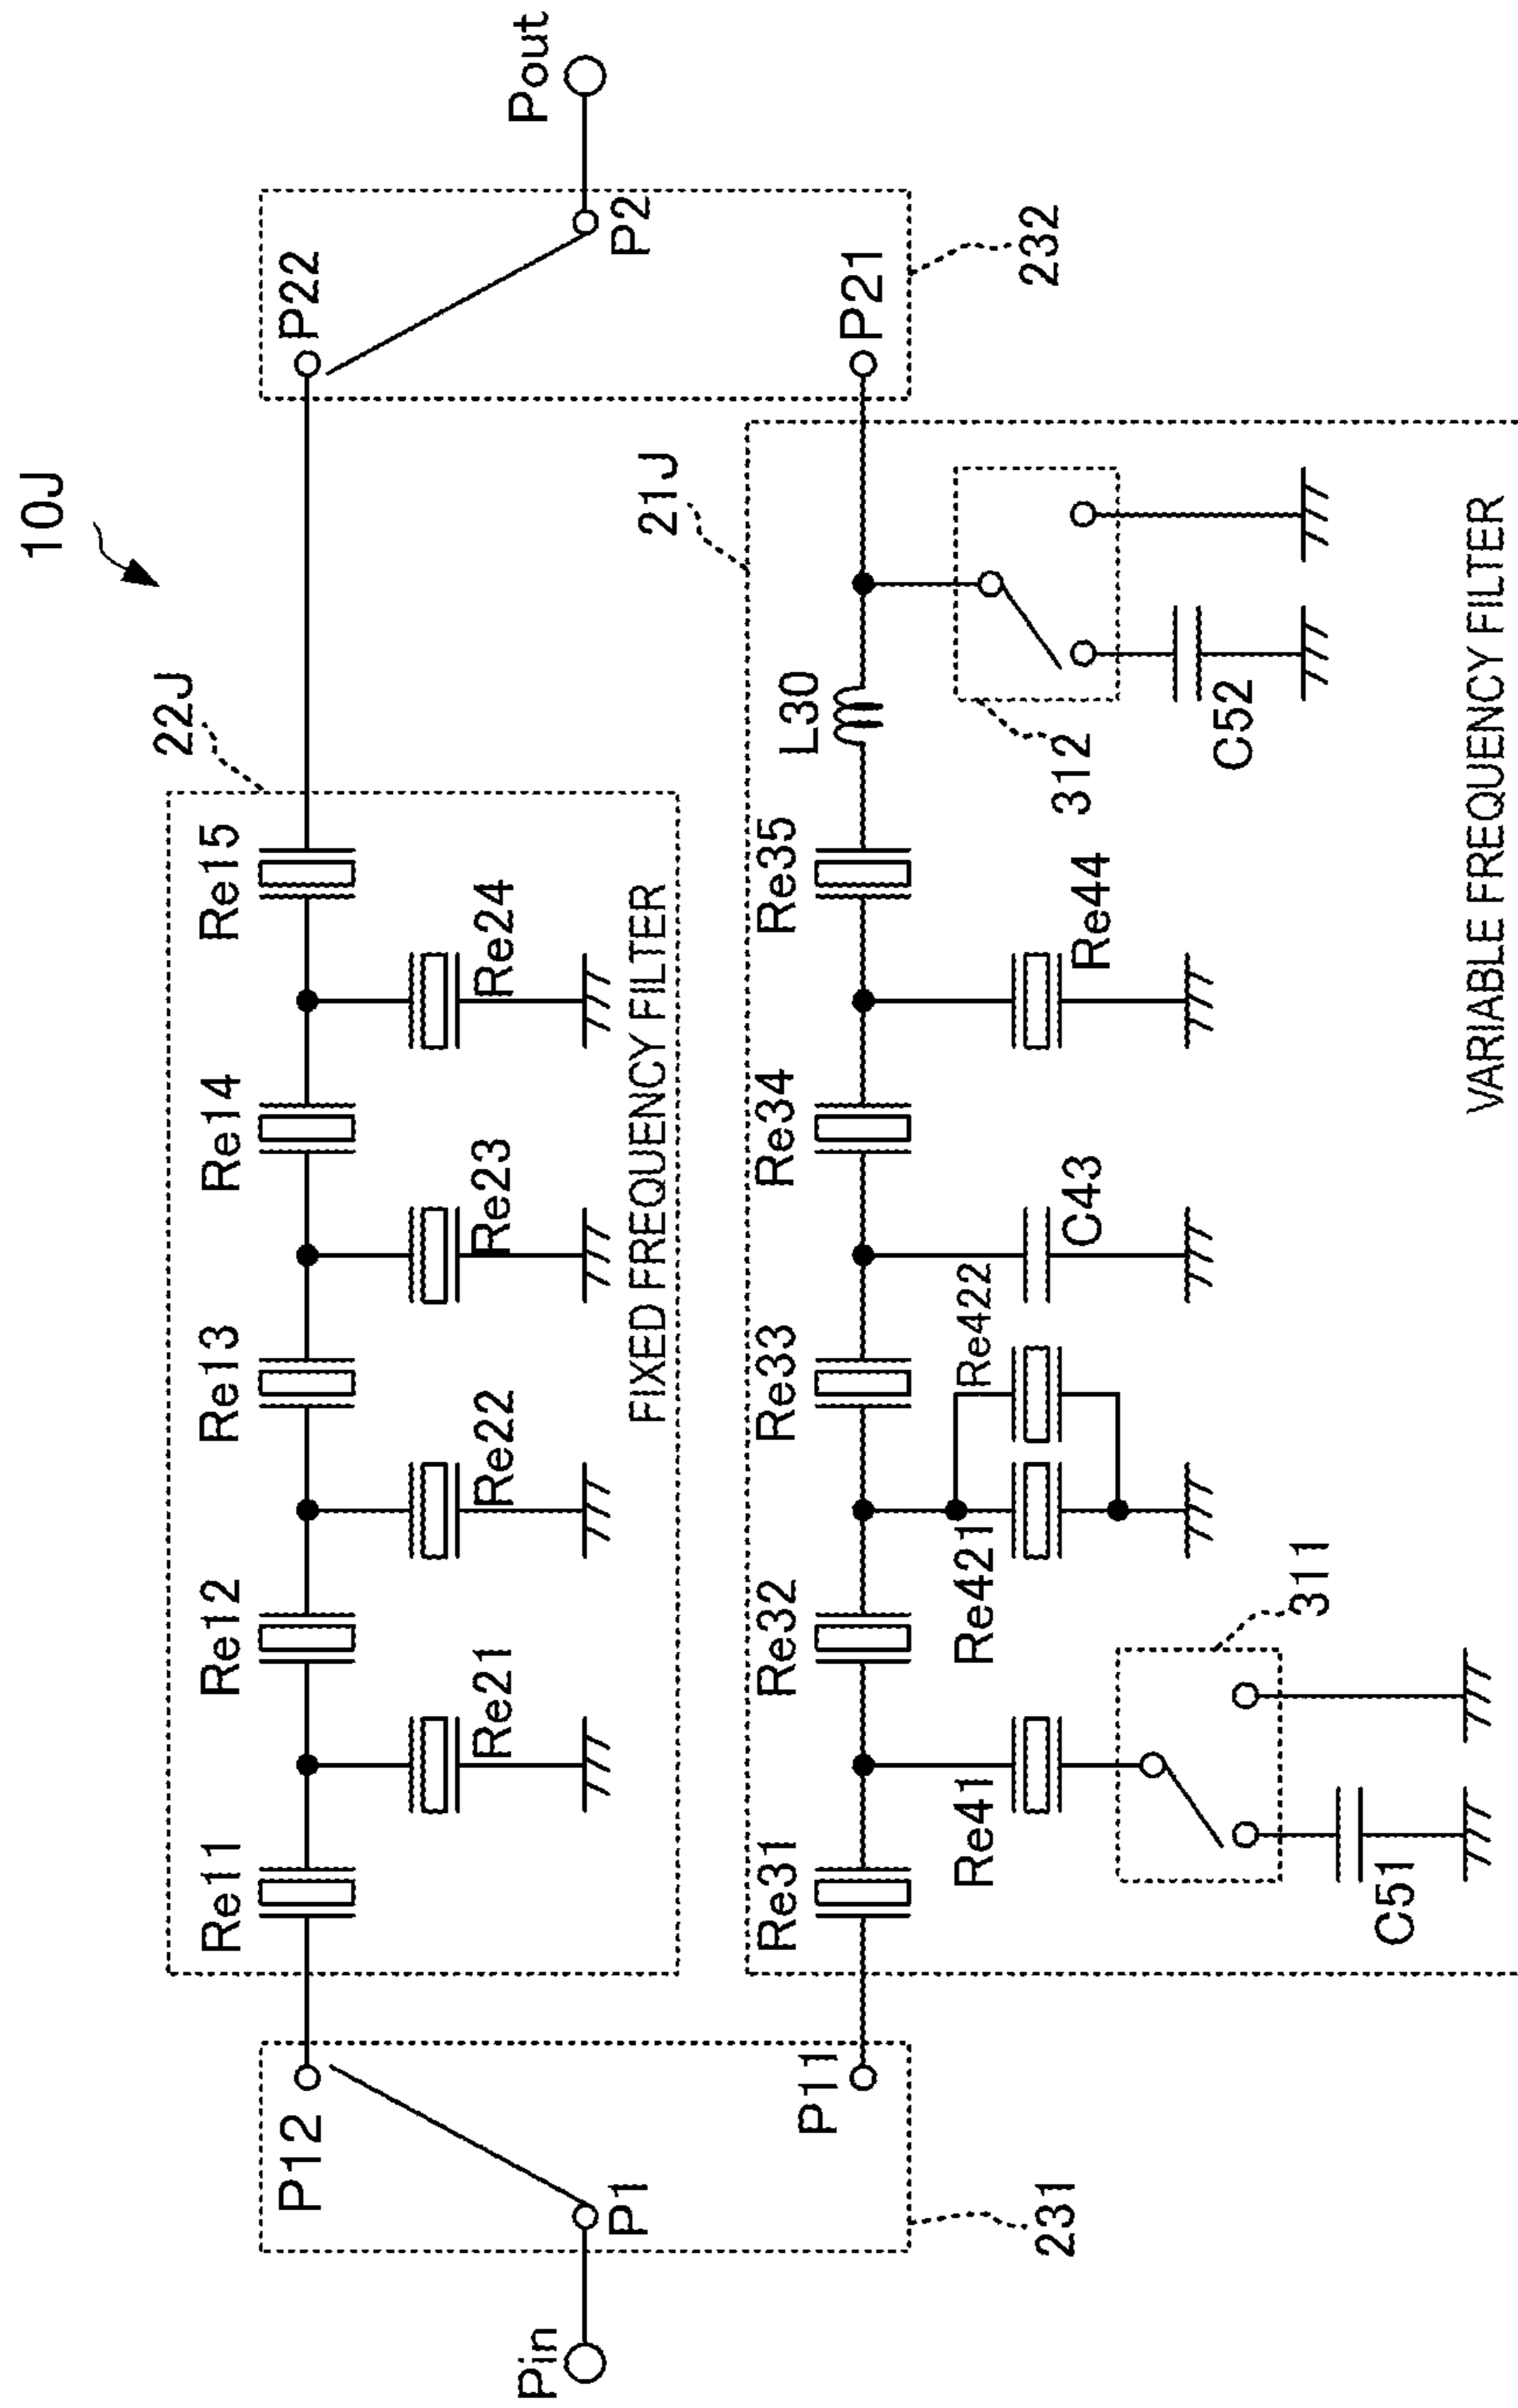 10J
22J
Re11
Re12
Re13
Re14
Re15
P12
P22
Pout
Re21
Re22
Re23
Re24
Pin
P1
P2
FIXED FREQUENCY FILTER
21J
P11
Re31
Re32
Re33
Re34
Re35
L30
P21
Re41
Re421
Re422
C43
Re44
231
232
312
311
C52
C51
VARIABLE FREQUENCY FILTER